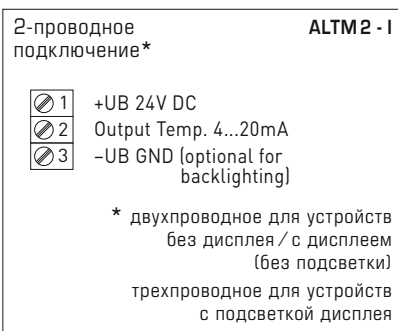 2-проводное ALTM 2 - I
подключение*
1 +UB 24V DC
2 Output Temp. 4...20mA
3 –UB GND (optional for
backlighting)
* двухпроводное для устройств
без дисплея / с дисплеем
(без подсветки)
трехпроводное для устройств
с подсветкой дисплея